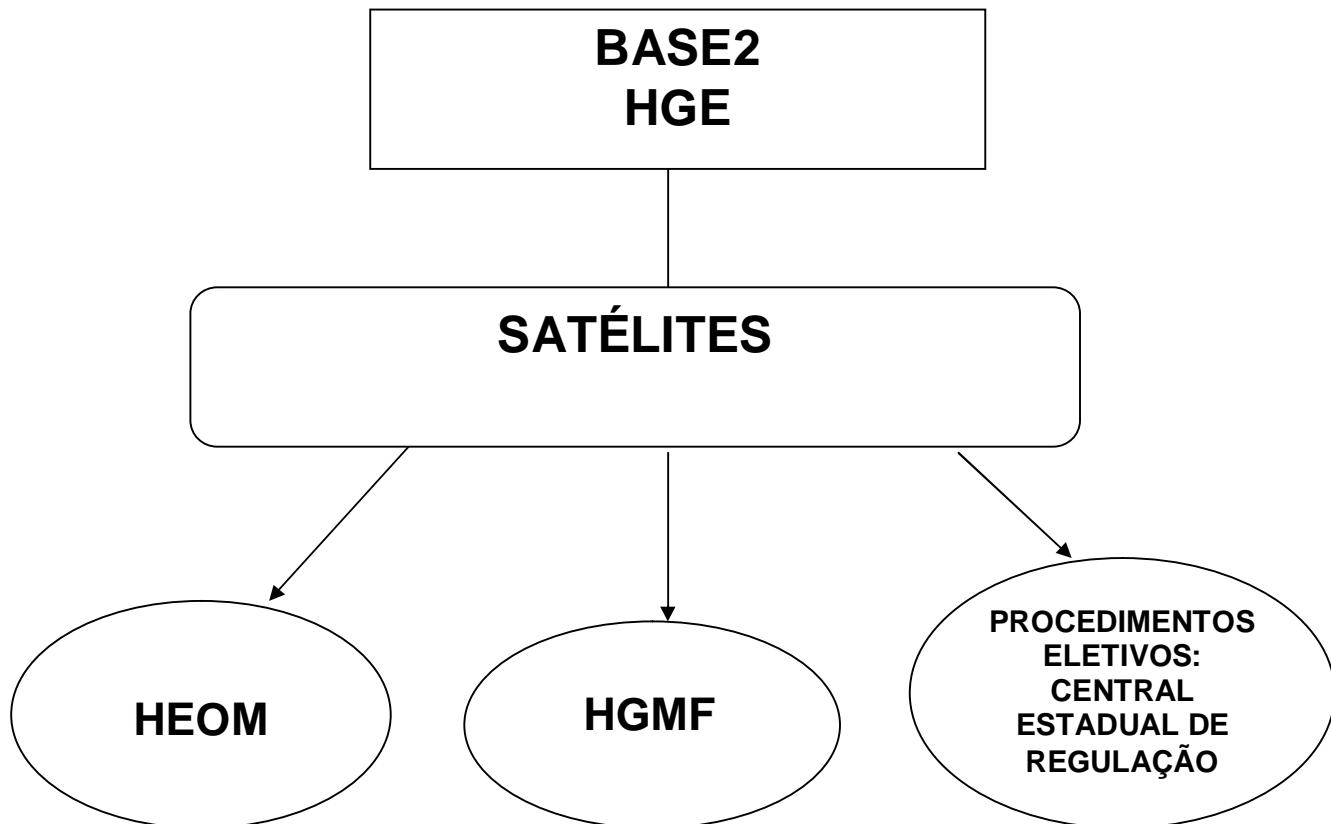 BASE2
HGE
SATÉLITES
HEOM
HGMF
PROCEDIMENTOS
ELETIVOS:
CENTRAL
ESTADUAL DE
REGULAÇÃO